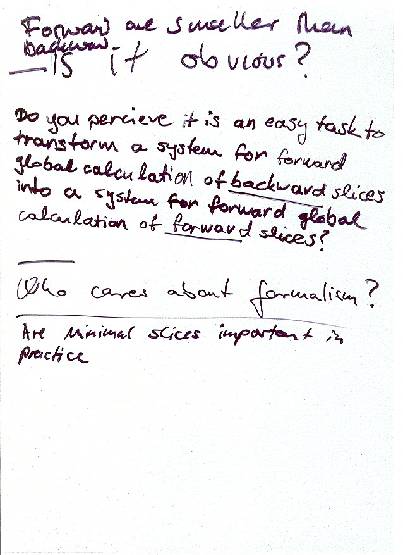 Forward are smaller than
backward
— Is it obvious?
Do you percieve it is an easy task to
transform a system for forward
global calculation of backward slices
into a system for forward global
calculation of forward slices?
Who cares about formalism?
Are minimal slices important in
practice